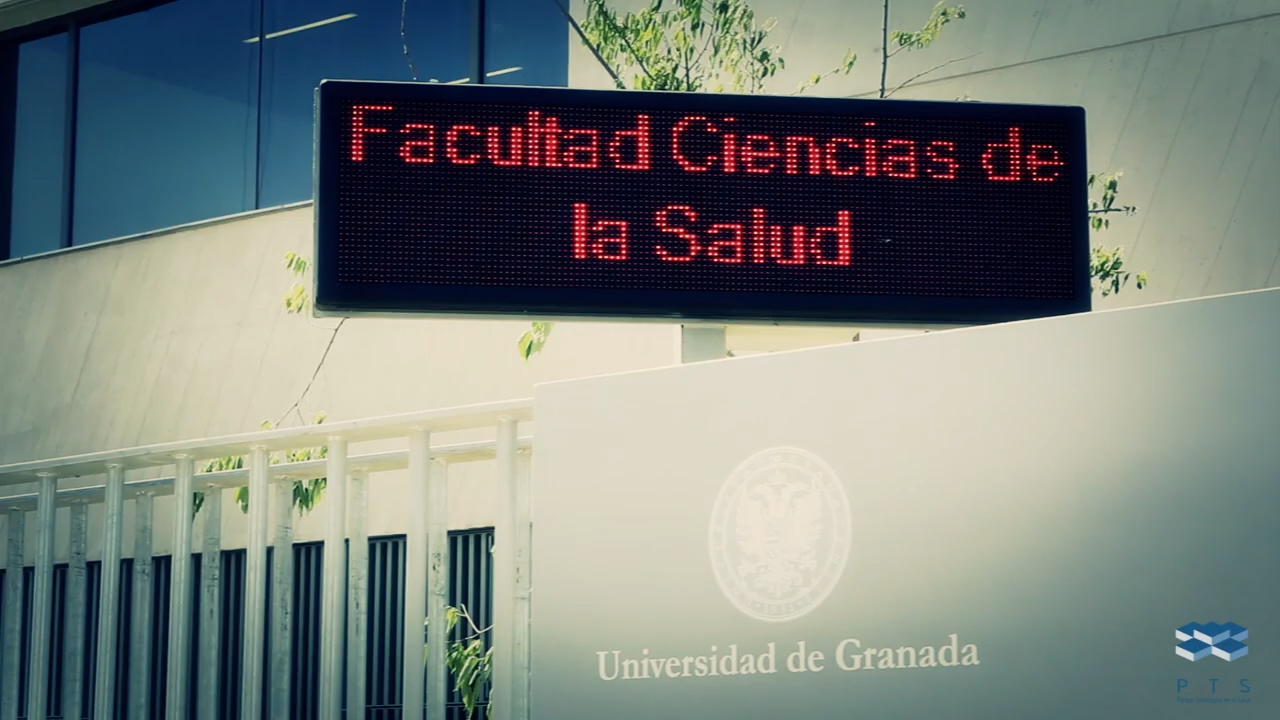 Facultad Ciencias de
la Salud
Universidad de Granada
PTS